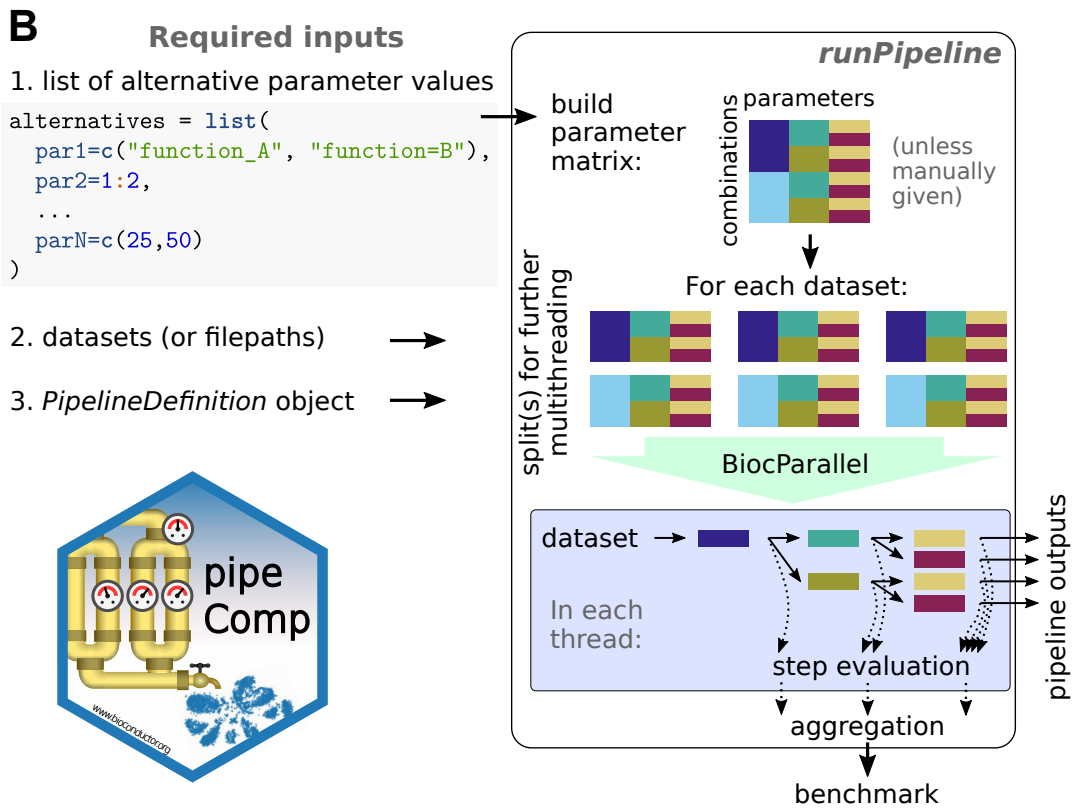 B
Required inputs
1. list of alternative parameter values
alternatives = list(
par1=c("function_A", "function=B"),
par2=1:2,
...
parN=c(25,50)
)
2. datasets (or filepaths)
3. PipelineDefinition object
pipe
Comp
www.bioconductor.org
runPipeline
build
parameter
matrix:
parameters
combinations
(unless
manually
given)
For each dataset:
split(s) for further
multithreading
BiocParallel
dataset
In each
thread:
step evaluation
pipeline outputs
aggregation
benchmark